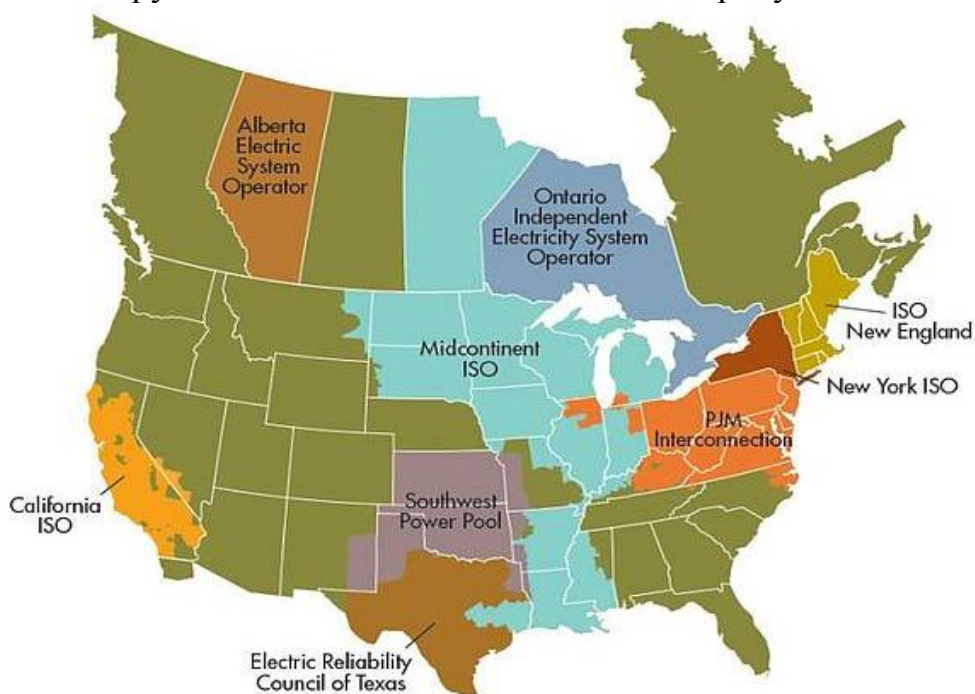 Alberta
Electric
System
Operator
Ontario
Independent
Electricity System
Operator
ISO
New England
Midcontinent
ISO
New York ISO
PJM
Interconnection
California
ISO
Southwest
Power Pool
Electric Reliability
Council of Texas